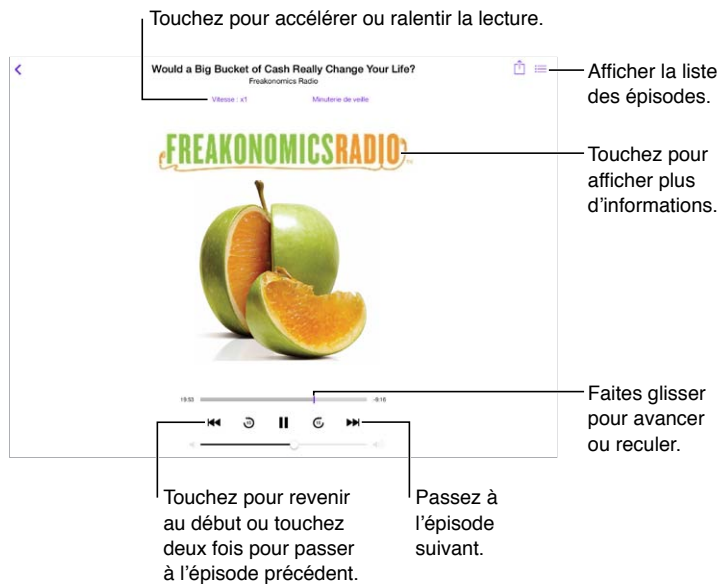 Touchez pour accélérer ou ralentir la lecture.
Would a Big Bucket of Cash Really Change Your Life?
Freakonomics Radio
Vitesse : x1
Minuterie de veille
Afficher la liste
des épisodes.
FREAKONOMICSRADIO
Touchez pour
afficher plus
d’informations.
19:53
-9:16
Faites glisser
pour avancer
ou reculer.
15
15
Touchez pour revenir
au début ou touchez
deux fois pour passer
à l’épisode précédent.
Passez à
l’épisode
suivant.